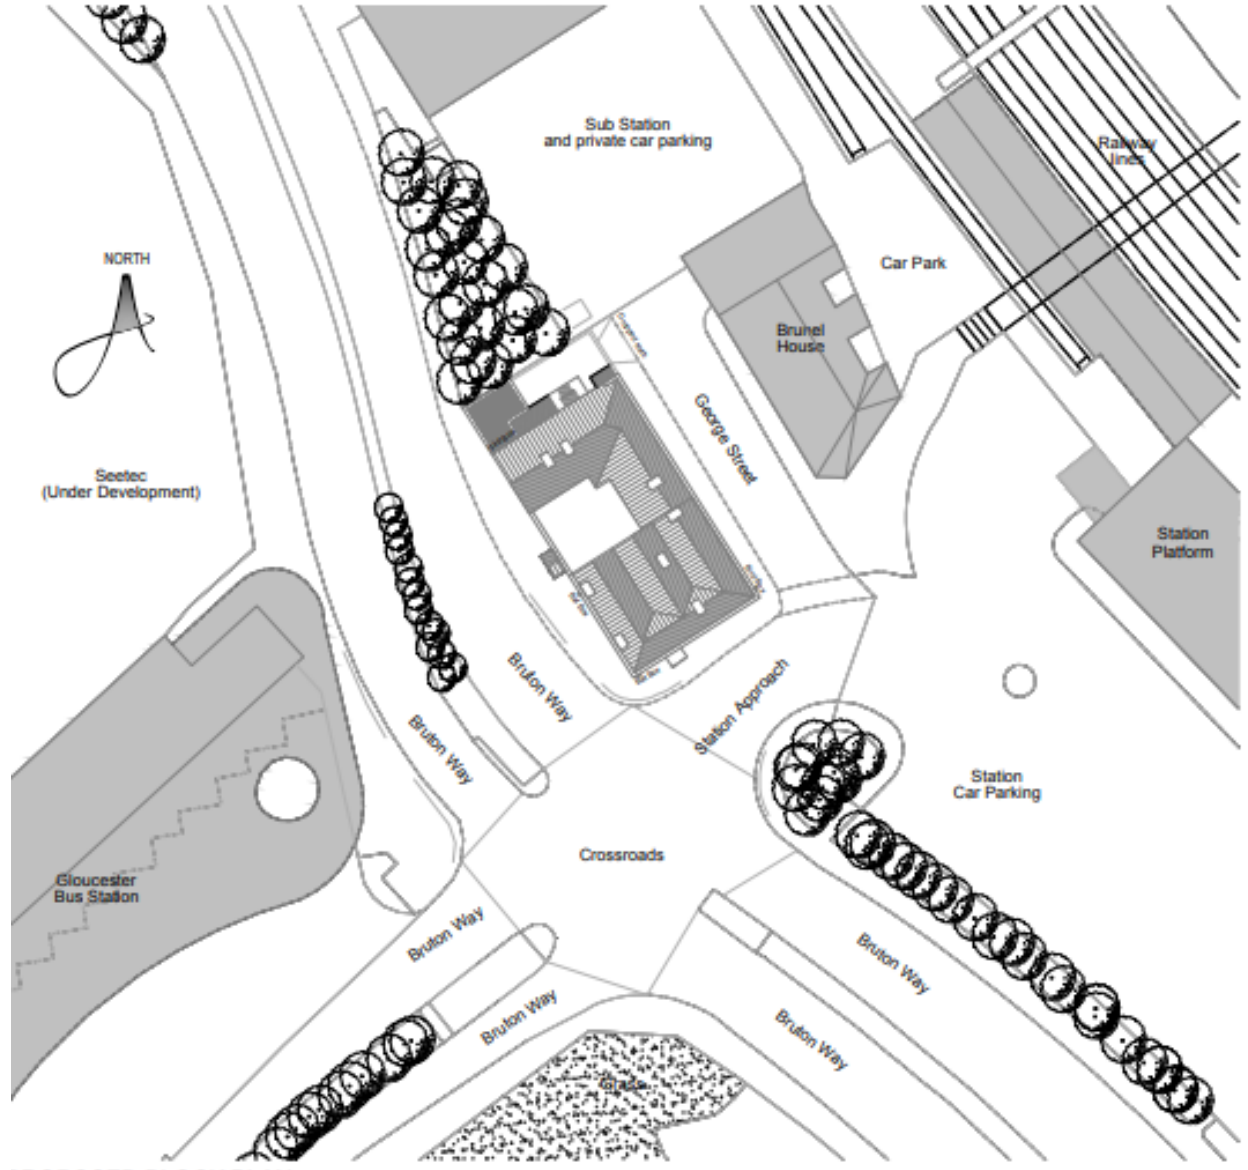 Sub Station
and private car parking
Railway
lines
NORTH
Car Park
Brunel
House
George Street
Seetec
(Under Development)
Station
Platform
Bruton Way
Station Approach
Bruton Way
Station
Car Parking
Crossroads
Gloucester
Bus Station
Bruton Way
Bruton Way
Bruton Way
Bruton Way
Grass